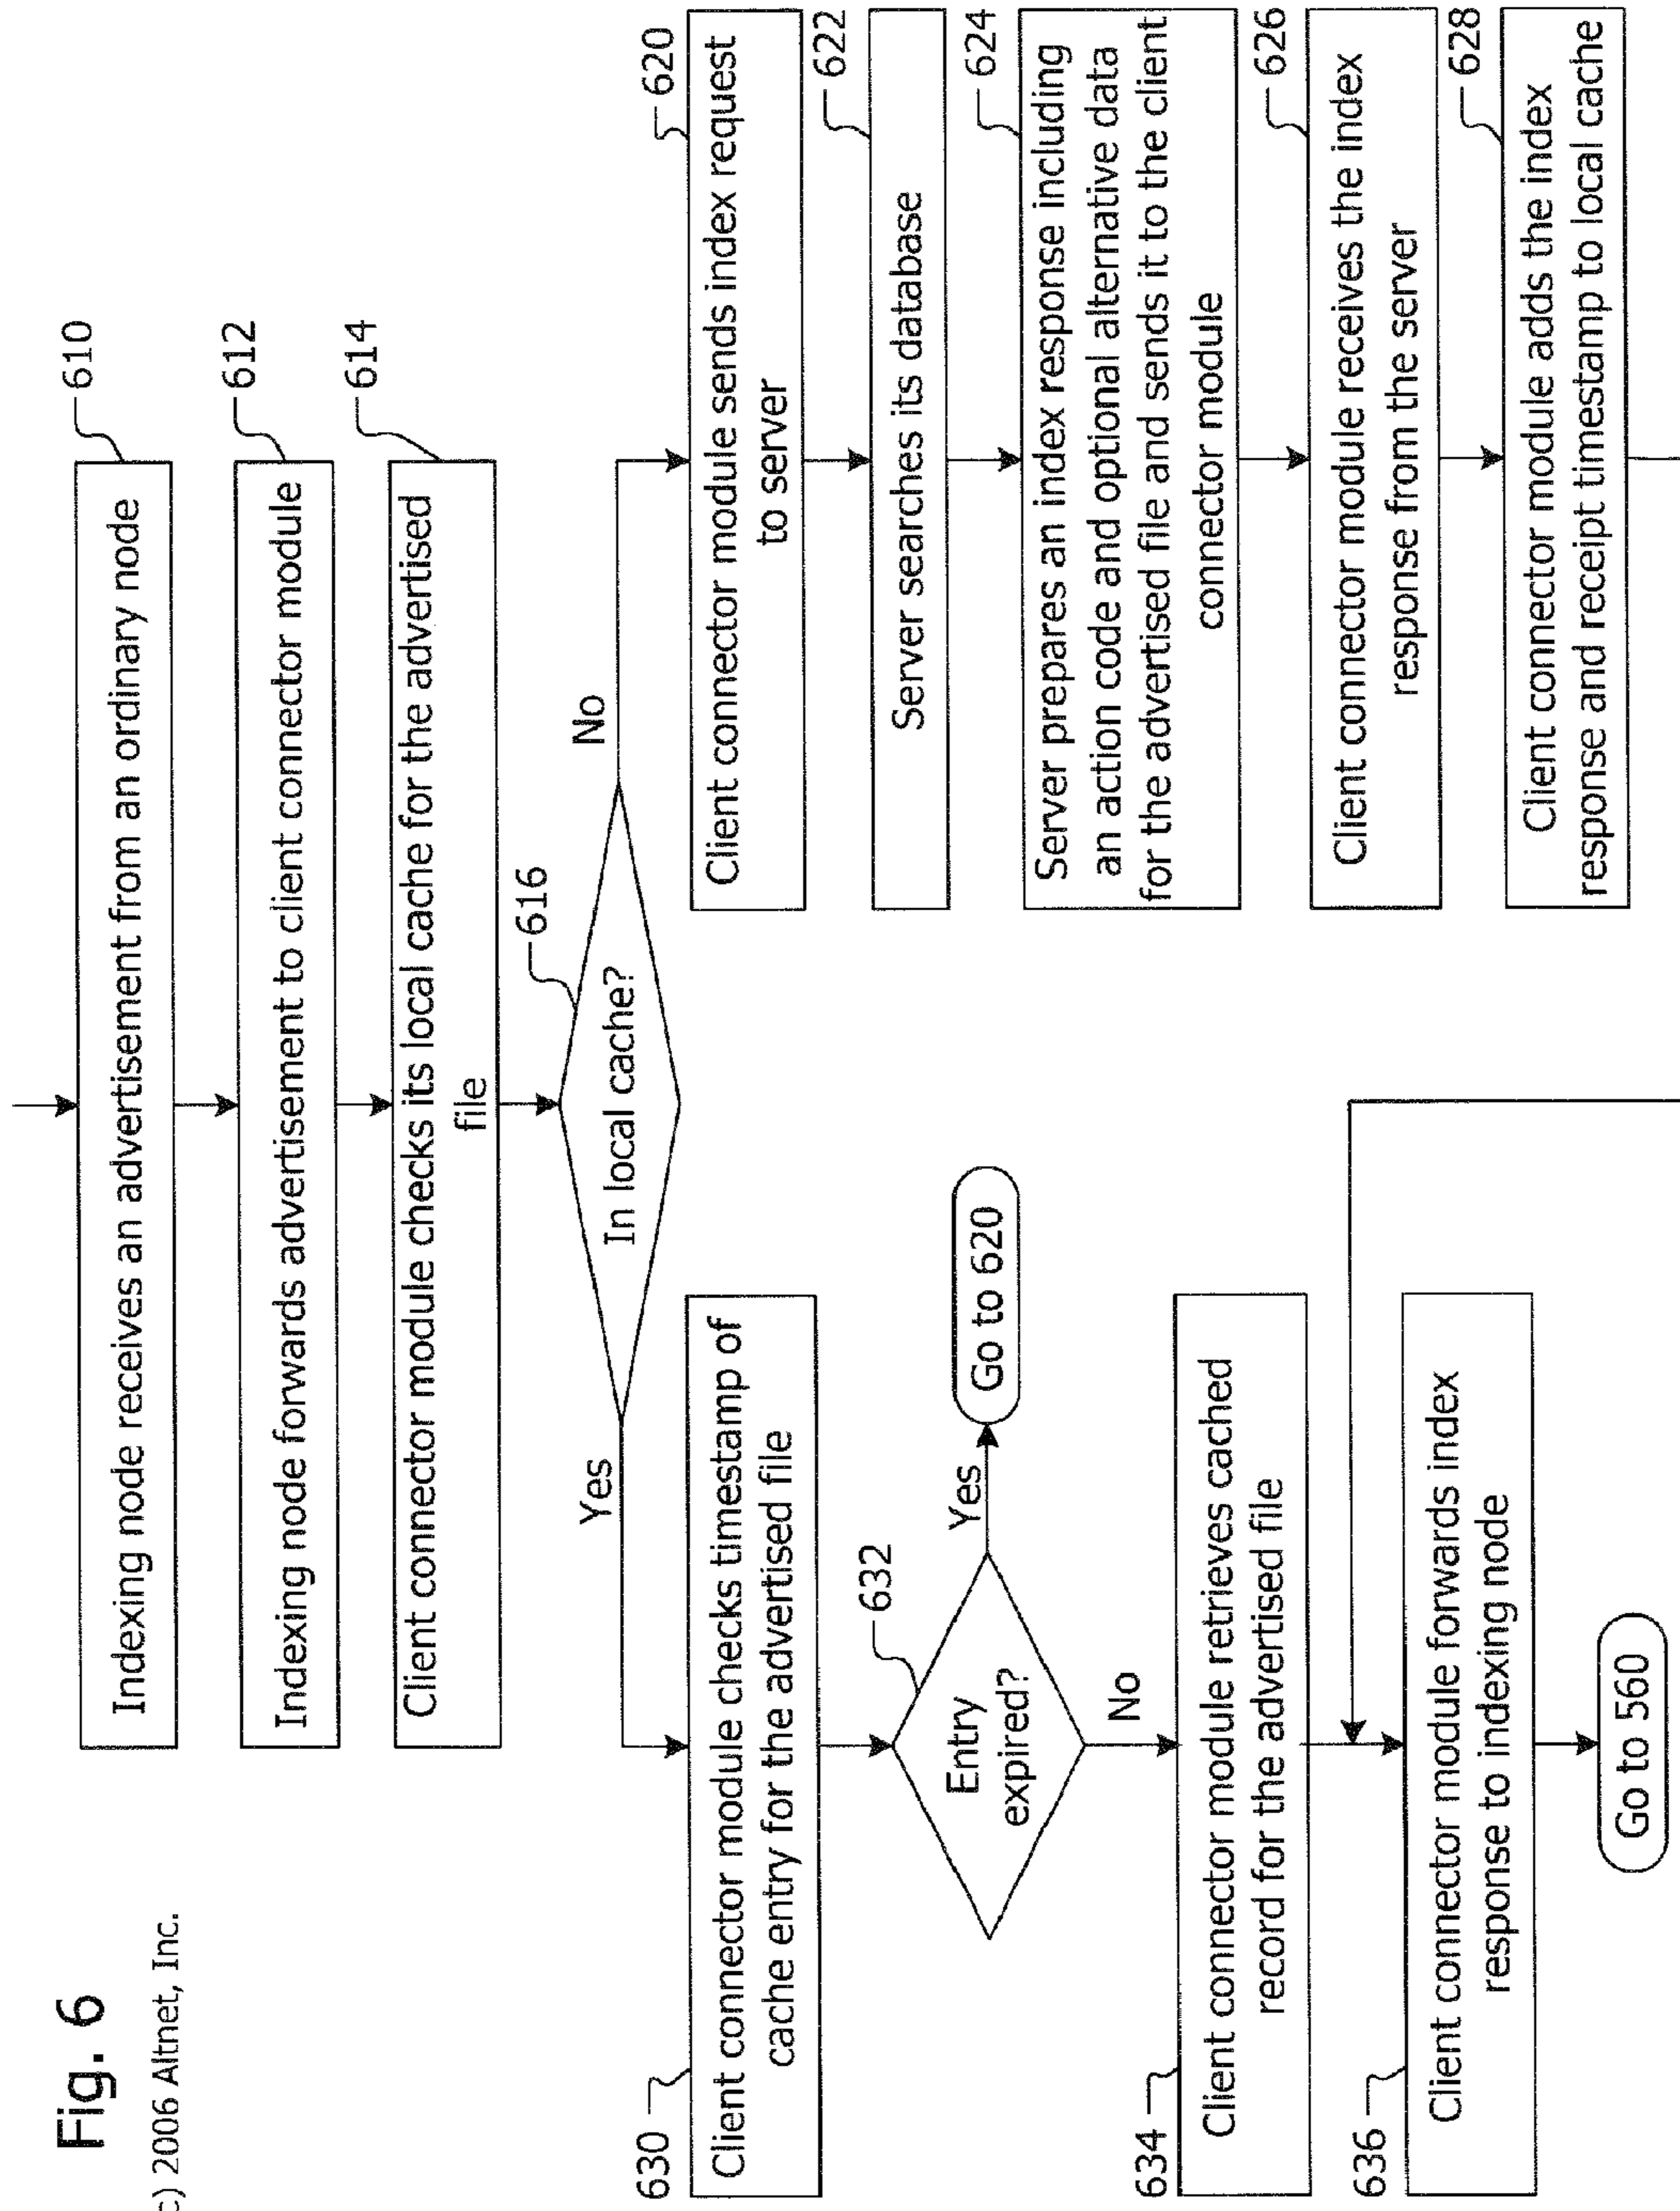 Fig. 6
c) 2006 Altnet, Inc.
610
Indexing node receives an advertisement from an ordinary node
612
Indexing node forwards advertisement to client connector module
614
Client connector module checks its local cache for the advertised
file
616
In local cache?
Yes
No
630
Client connector module checks timestamp of
cache entry for the advertised file
632
Entry
expired?
Yes
Go to 620
No
634
Client connector module retrieves cached
record for the advertised file
636
Client connector module forwards index
response to indexing node
Go to 560
620
Client connector module sends index request
to server
622
Server searches its database
624
Server prepares an index response including
an action code and optional alternative data
for the advertised file and sends it to the client
connector module
626
Client connector module receives the index
response from the server
628
Client connector module adds the index
response and receipt timestamp to local cache